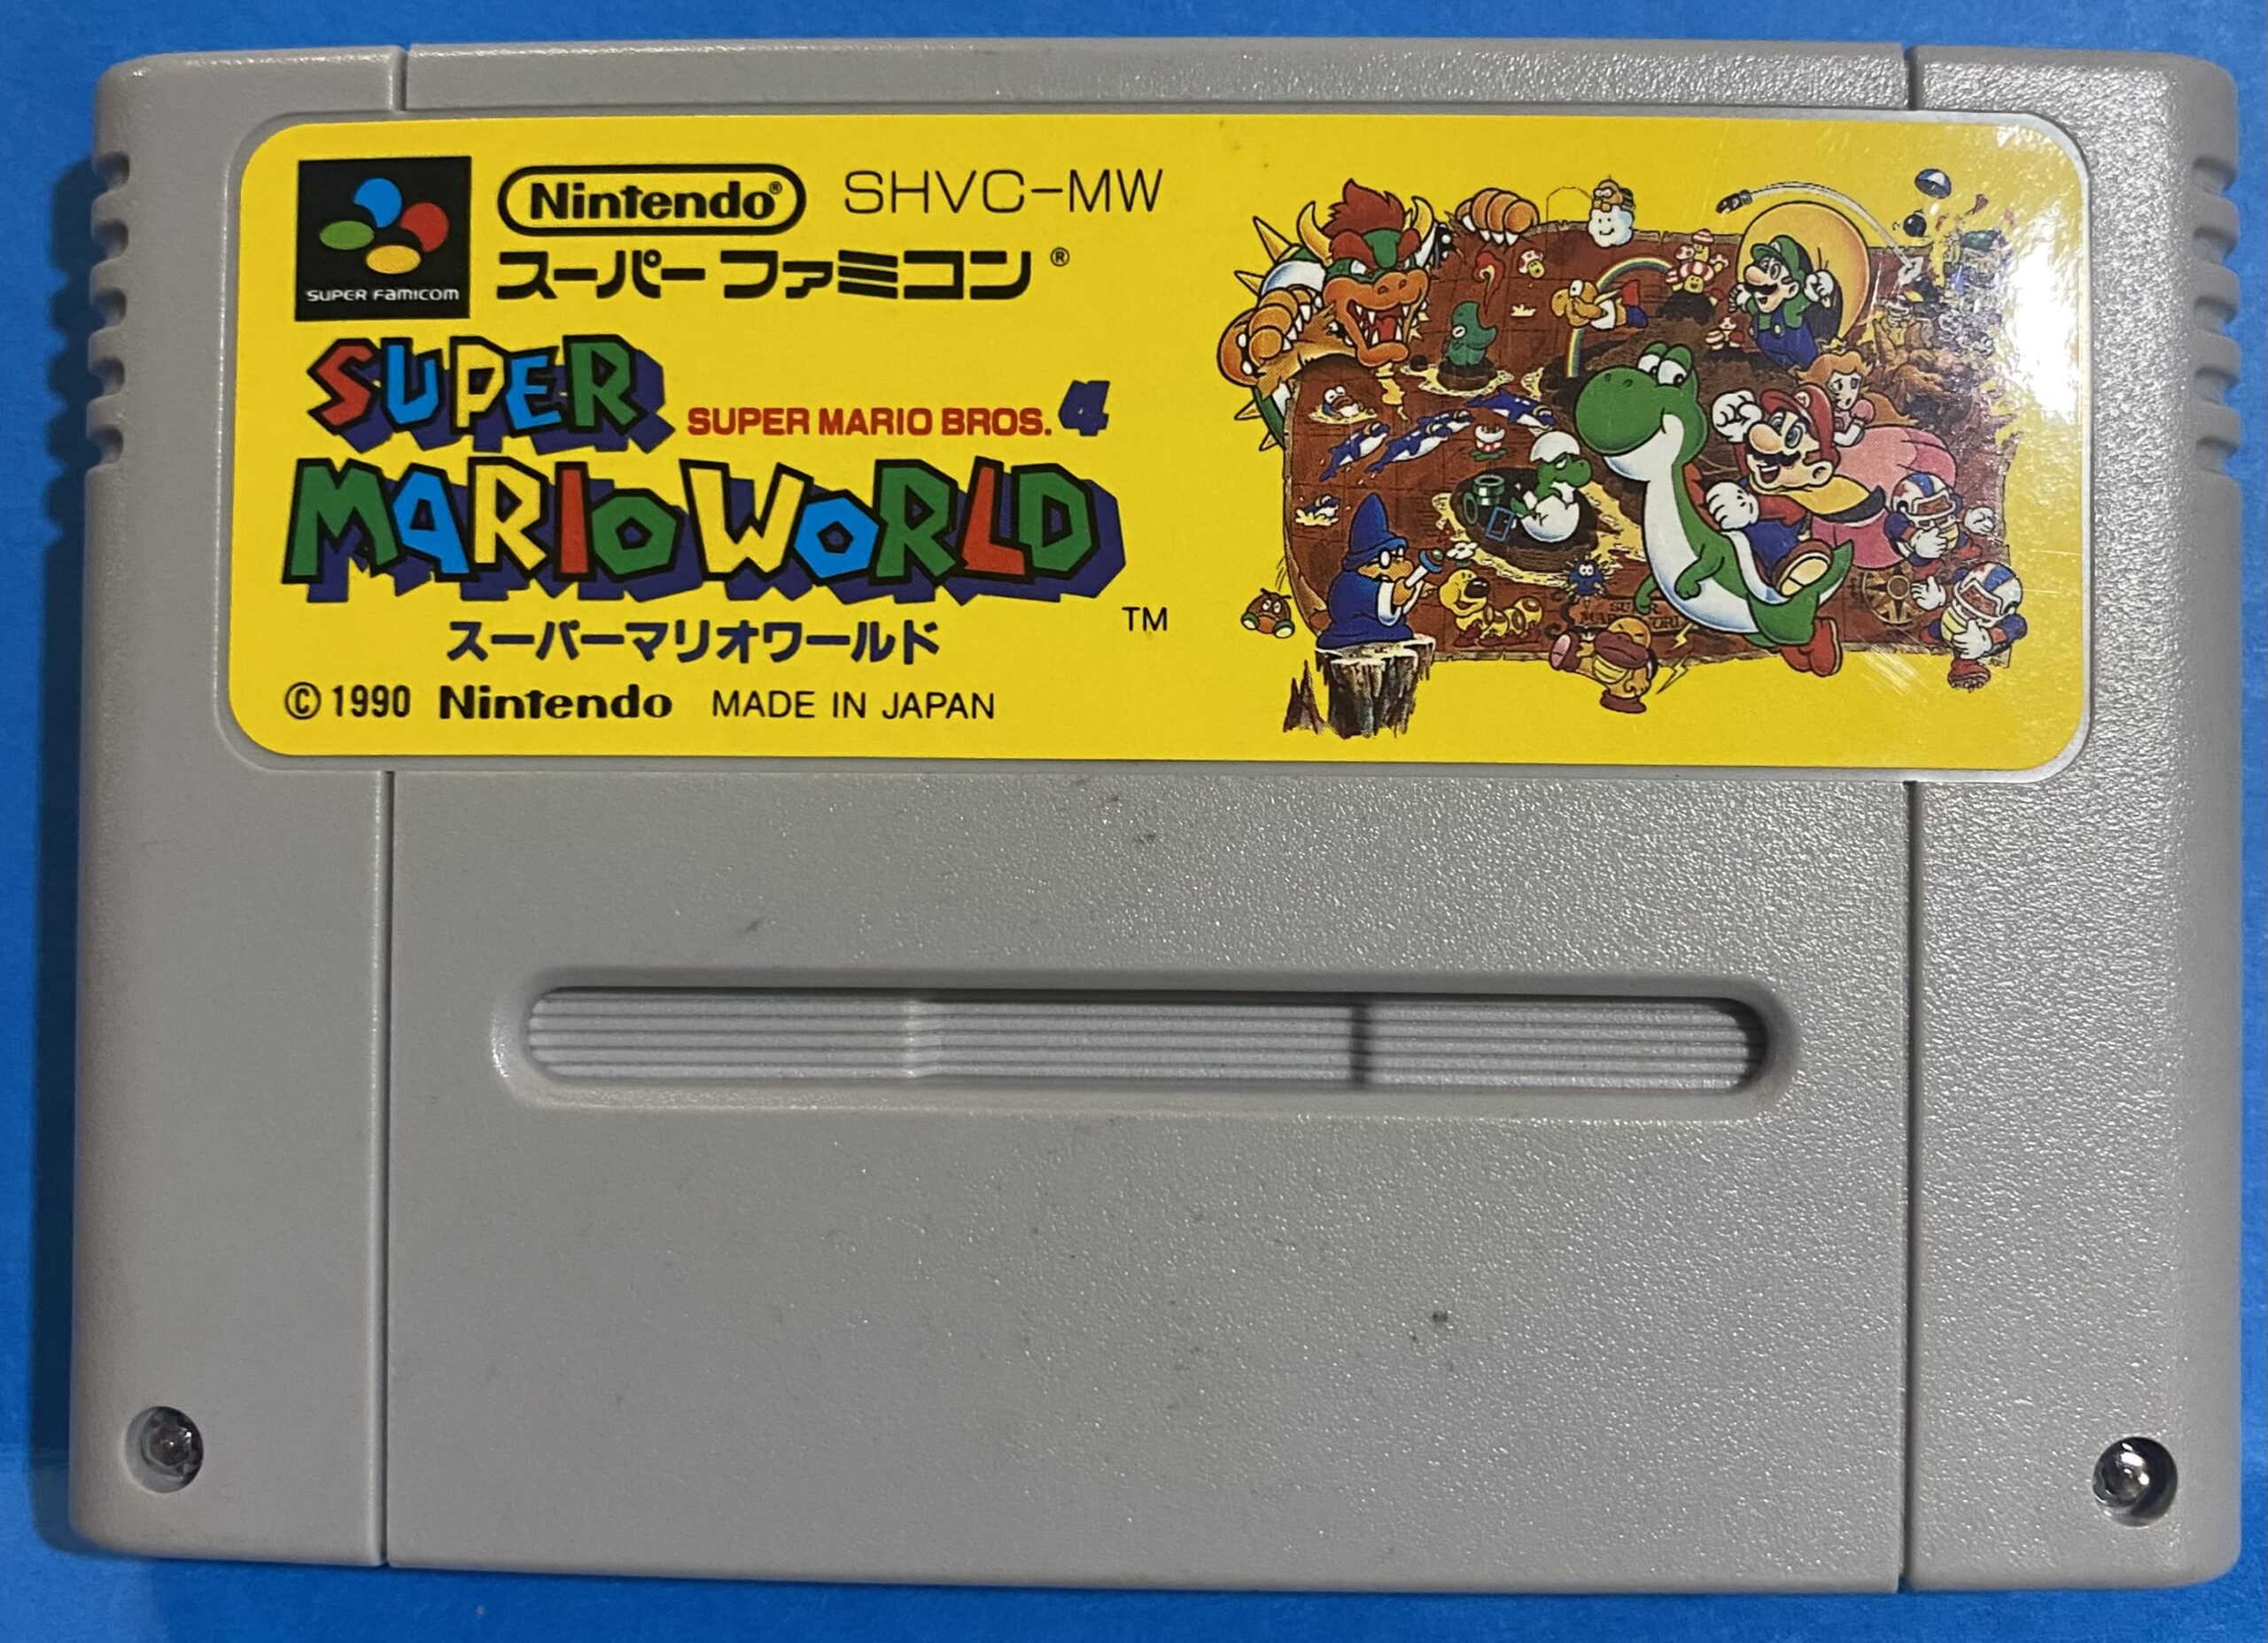 SUPER FAMICOM
Nintendo® SHVC-MW
スーパーファミコン®
SUPER
SUPER MARIO BROS. 4
MARIO WORLD
TM
スーパーマリオワールド
© 1990 Nintendo MADE IN JAPAN